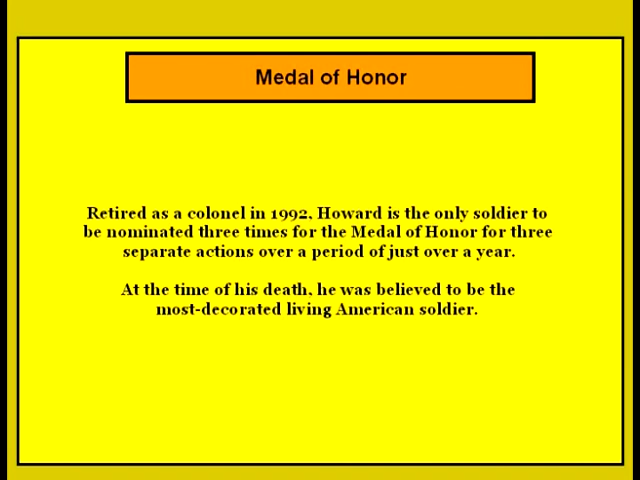 Medal of Honor
Retired as a colonel in 1992, Howard is the only soldier to
be nominated three times for the Medal of Honor for three
separate actions over a period of just over a year.
At the time of his death, he was believed to be the
most-decorated living American soldier.